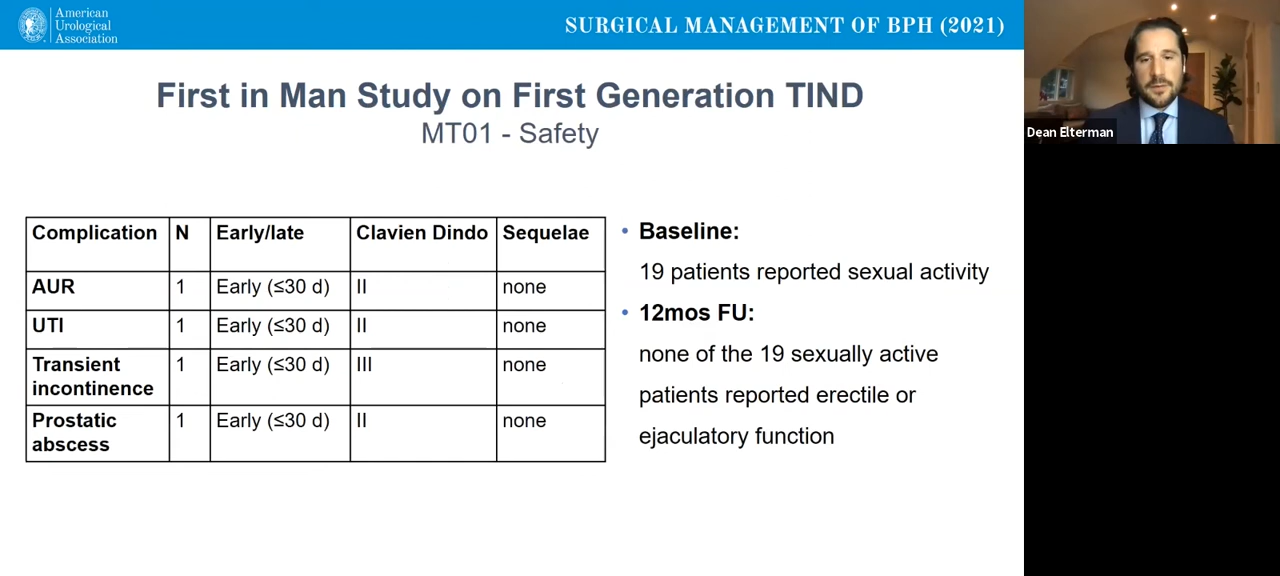 American
Urological
Association
SURGICAL MANAGEMENT OF BPH (2021)
First in Man Study on First Generation TIND
MT01 - Safety
Complication N Early/late Clavien Dindo Sequelae
AUR 1 Early (≤30 d) II none
UTI 1 Early (≤30 d) II none
Transient incontinence 1 Early (≤30 d) III none
Prostatic abscess 1 Early (≤30 d) II none
• Baseline:
19 patients reported sexual activity
• 12mos FU:
none of the 19 sexually active
patients reported erectile or
ejaculatory function
Dean Elterman